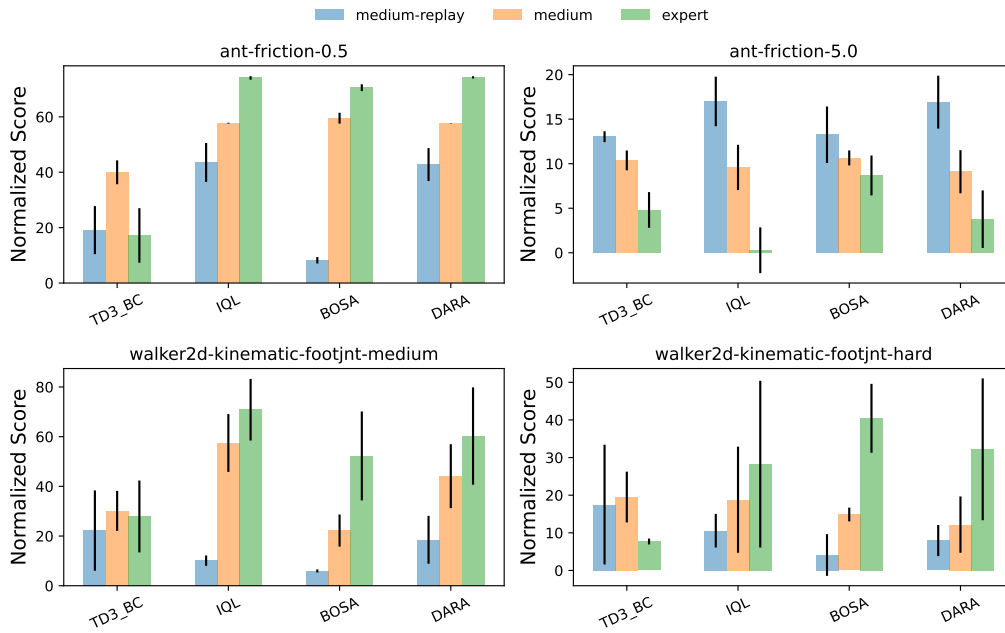 medium-replay medium expert
ant-friction-0.5
Normalized Score
0
20
40
60
TD3_BC IQL BOSA DARA
ant-friction-5.0
Normalized Score
20
15
10
5
0
TD3_BC IQL BOSA DARA
walker2d-kinematic-footjnt-medium
Normalized Score
80
60
40
20
0
TD3_BC IQL BOSA DARA
walker2d-kinematic-footjnt-hard
Normalized Score
50
40
30
20
10
0
TD3_BC IQL BOSA DARA